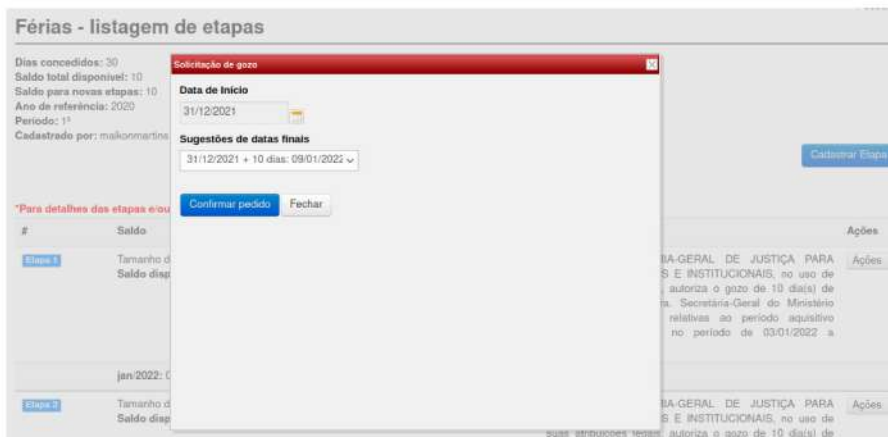 Férias - listagem de etapas
Dias concedidos: 30
Saldo total disponível: 10
Saldo para novas etapas: 10
Ano de referência: 2020
Período: 1º
Cadastrado por: maikonmartins
Solicitação de gozo
Data de Início
31/12/2021
Sugestões de datas finais
31/12/2021 + 10 dias: 09/01/2022
Confirmar pedido Fechar
Cadastrar Etapa
*Para detalhes das etapas e/ou
# Saldo Ações
Etapa 1 Tamanho d IA-GERAL DE JUSTIÇA PARA Ações
Saldo disp S E INSTITUCIONAIS, no uso de
, autoriza o gozo de 10 dia(s) de
ra. Secretária-Geral do Ministério
relativas ao período aquisitivo
no período de 03/01/2022 a
jan/2022:
Etapa 2 Tamanho d IA-GERAL DE JUSTIÇA PARA Ações
Saldo disp S E INSTITUCIONAIS, no uso de
suas atribuições legais, autoriza o gozo de 10 dia(s) de